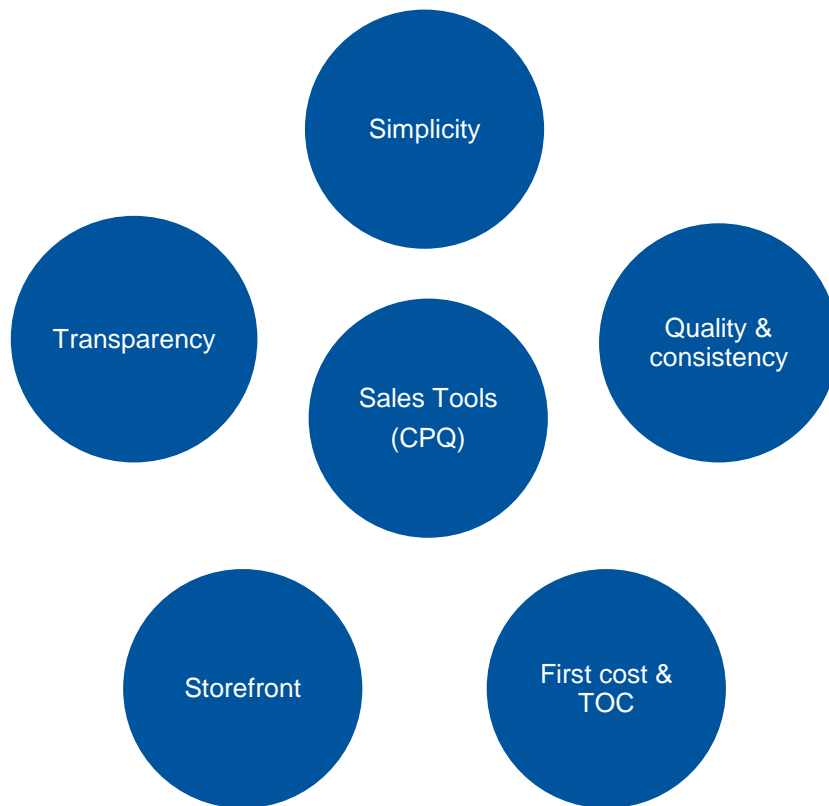 Simplicity
Transparency
Quality &
consistency
Sales Tools
(CPQ)
Storefront
First cost &
TOC